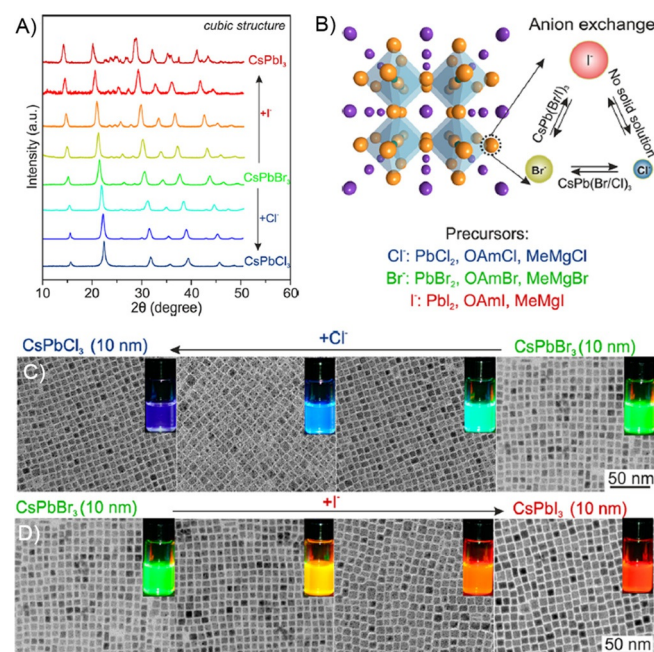 A)
cubic structure
CsPbI₃
+I⁻
CsPbBr₃
+Cl⁻
CsPbCl₃
Intensity (a.u.)
10 20 30 40 50 60
2θ (degree)
B)
Anion exchange
I⁻
CsPb(Br/I)₃
No solid solution
Br⁻
Cl⁻
CsPb(Br/Cl)₃
Precursors:
Cl⁻: PbCl₂, OAmCl, MeMgCl
Br⁻: PbBr₂, OAmBr, MeMgBr
I⁻: PbI₂, OAmI, MeMgI
CsPbCl₃ (10 nm) +Cl⁻ CsPbBr₃ (10 nm)
C)
50 nm
CsPbBr₃ (10 nm) +I⁻ CsPbI₃ (10 nm)
D)
50 nm